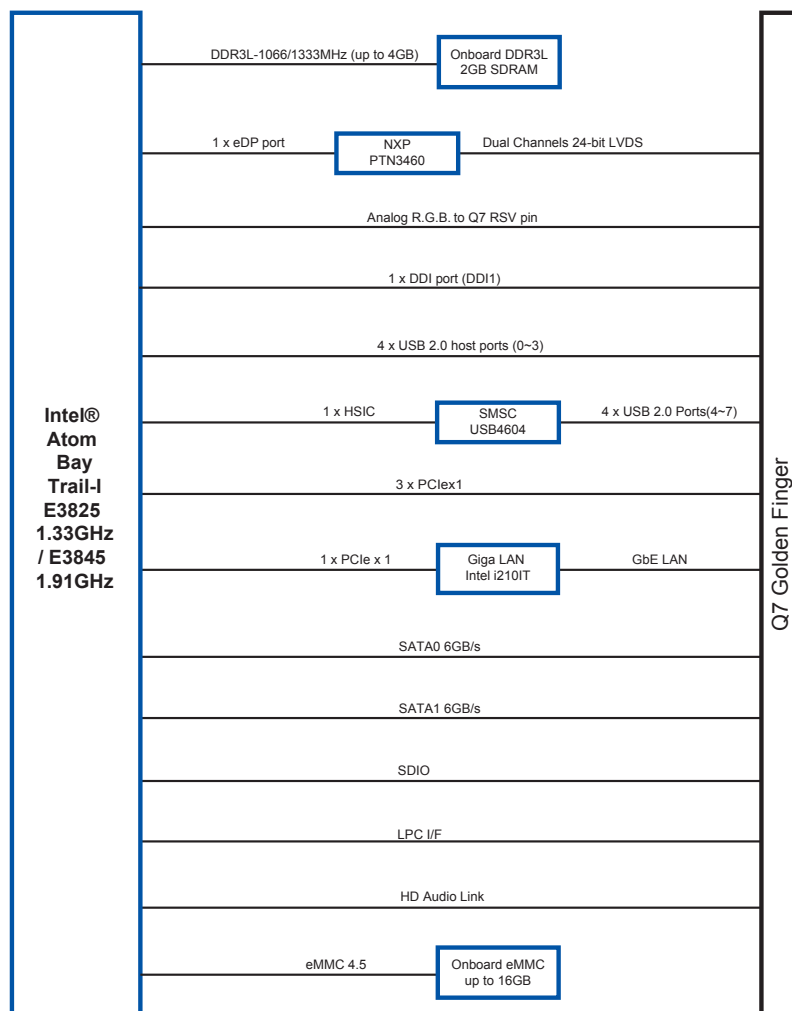 DDR3L-1066/1333MHz (up to 4GB)
Onboard DDR3L
2GB SDRAM
1 x eDP port
NXP
PTN3460
Dual Channels 24-bit LVDS
Analog R.G.B. to Q7 RSV pin
1 x DDI port (DDI1)
4 x USB 2.0 host ports (0~3)
Intel®
Atom
Bay
Trail-I
E3825
1.33GHz
/ E3845
1.91GHz
1 x HSIC
SMSC
USB4604
4 x USB 2.0 Ports(4~7)
3 x PCIex1
1 x PCIe x 1
Giga LAN
Intel i210IT
GbE LAN
Q7 Golden Finger
SATA0 6GB/s
SATA1 6GB/s
SDIO
LPC I/F
HD Audio Link
eMMC 4.5
Onboard eMMC
up to 16GB